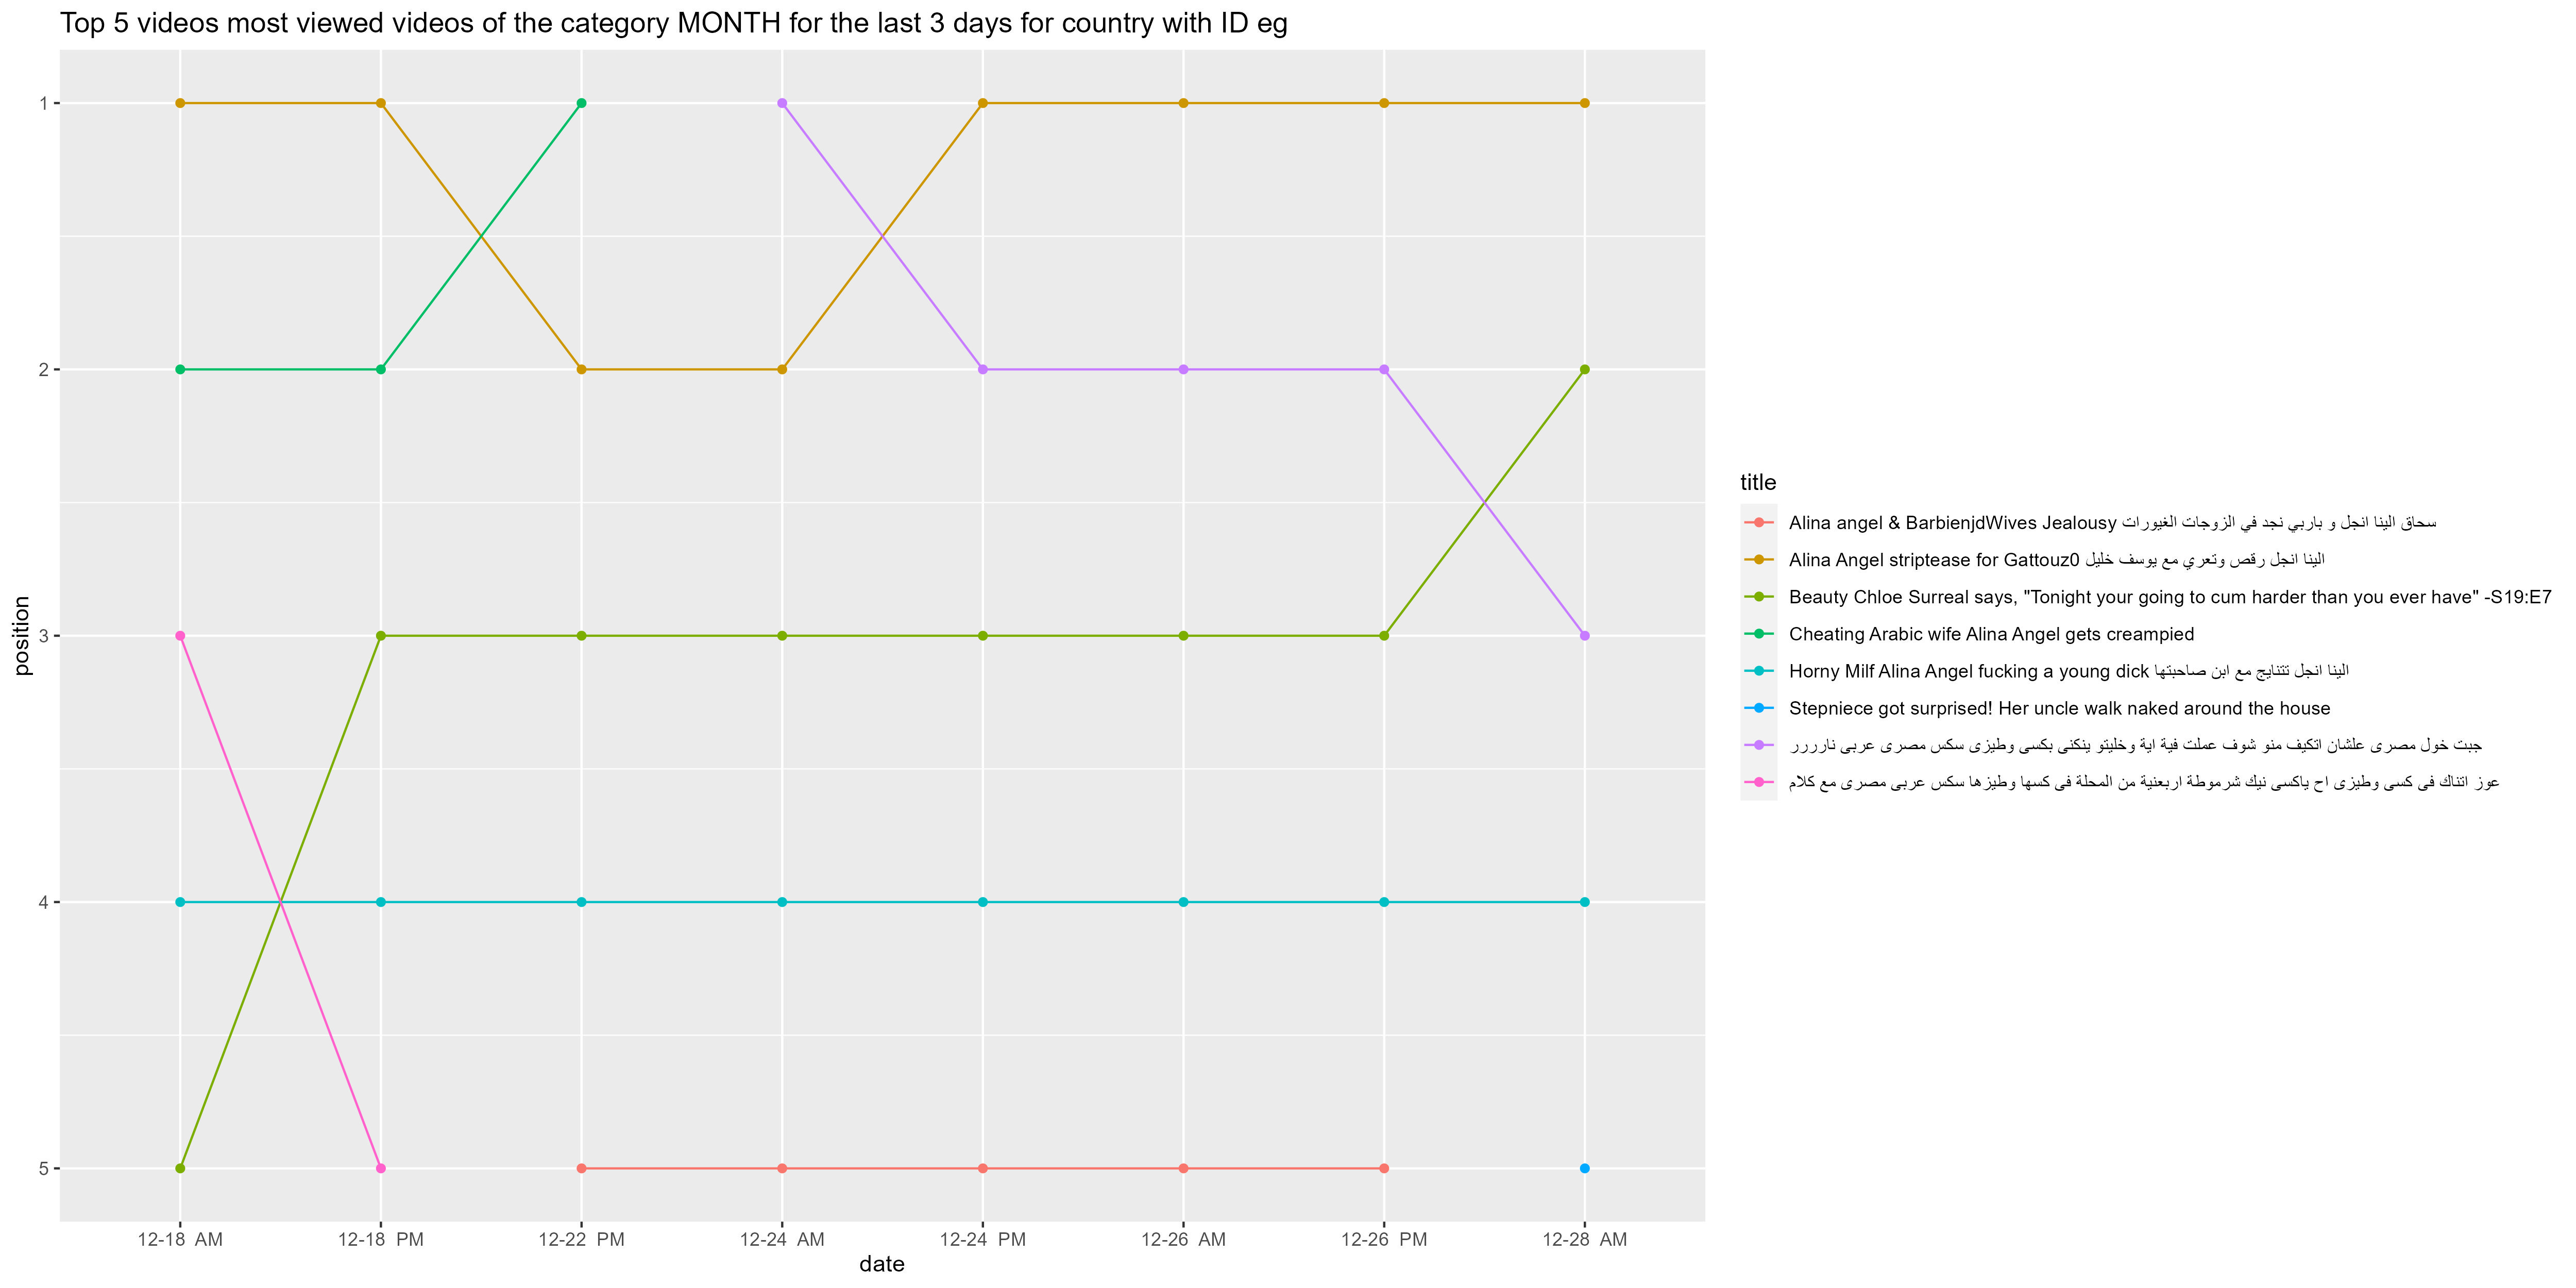 Top 5 videos most viewed videos of the category MONTH for the last 3 days for country with ID eg
position
1
2
3
4
5
12-18 AM
12-18 PM
12-22 PM
12-24 AM
12-24 PM
12-26 AM
12-26 PM
12-28 AM
date
title
Alina angel & BarbienjdWives Jealousy سحاق الينا انجل و باربي نجد في الزوجات الغيورات
Alina Angel striptease for Gattouz0 الينا انجل رقص وتعري مع يوسف خليل
Beauty Chloe Surreal says, "Tonight your going to cum harder than you ever have" -S19:E7
Cheating Arabic wife Alina Angel gets creampied
Horny Milf Alina Angel fucking a young dick الينا انجل تتنايج مع ابن صاحبتها
Stepniece got surprised! Her uncle walk naked around the house
جبت خول مصرى علشان اتكيف منو شوف عملت فية اية وخليتو ينكنى بكسى وطيزى سكس مصرى عربى نارررر
عوز اتناك فى كسى وطيزى اح ياكسى نيك شرموطة اربعنية من المحلة فى كسها وطيزها سكس عربى مصرى مع كلام